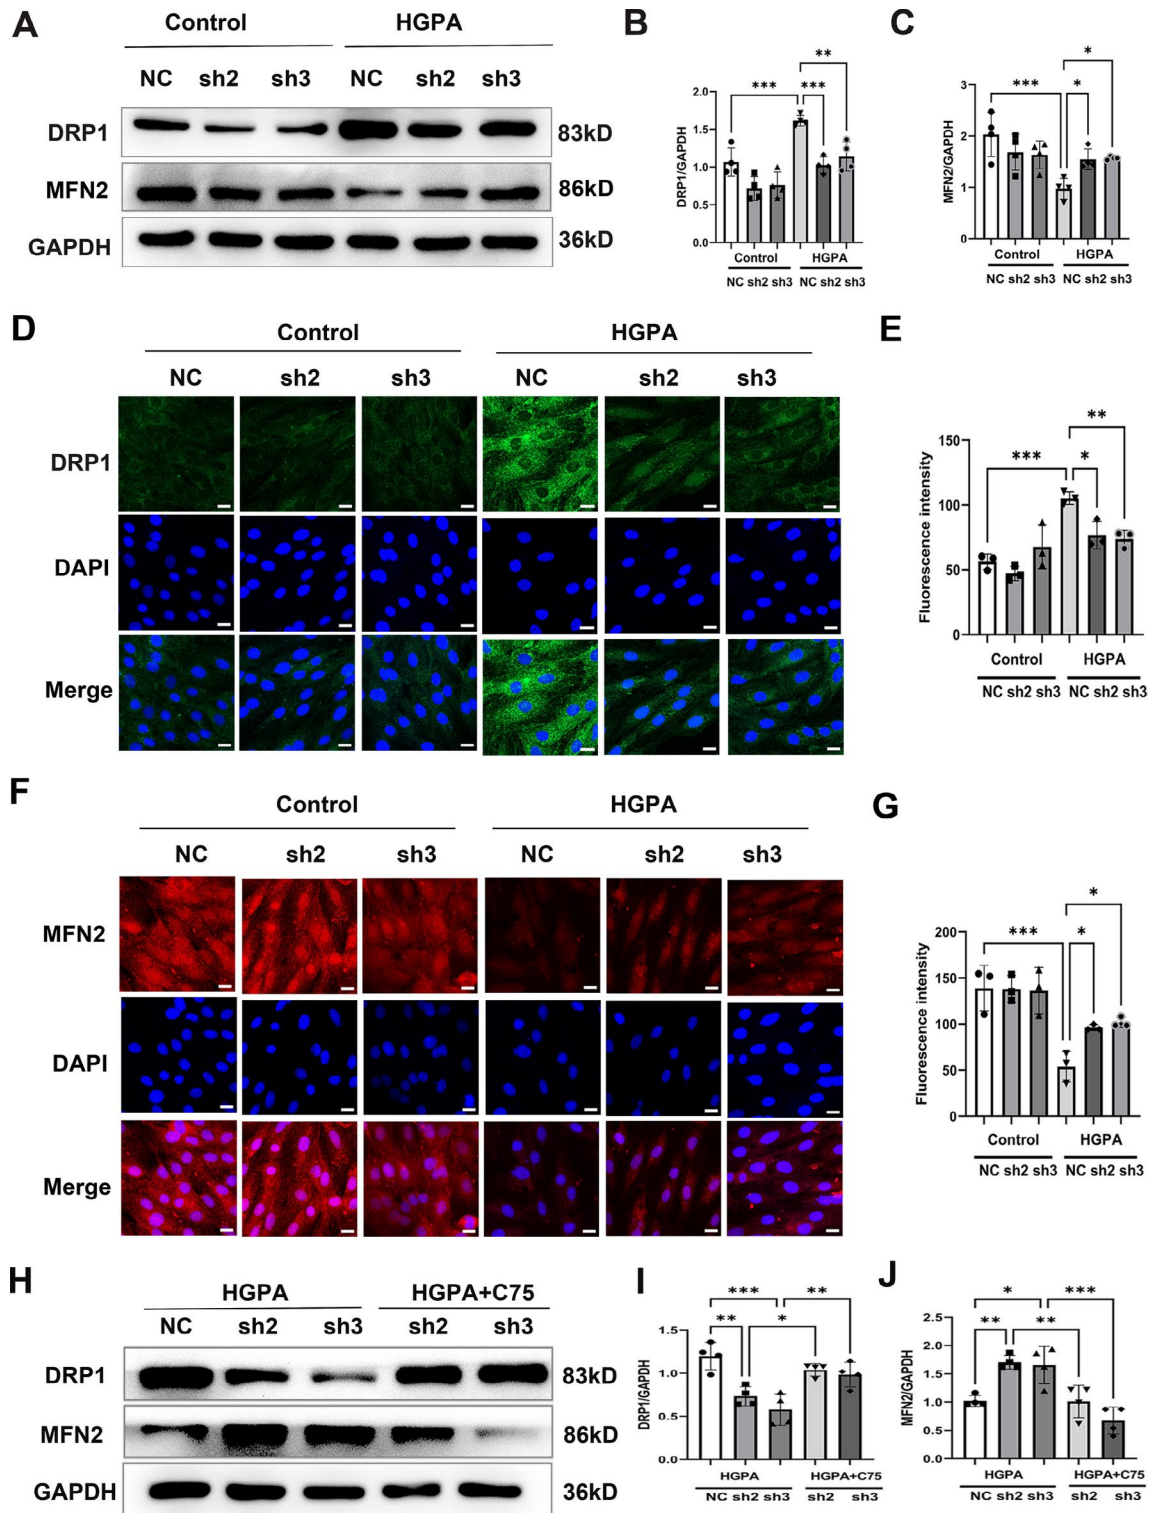 A
Control HGPA
NC sh2 sh3 NC sh2 sh3
DRP1 83kD
MFN2 86kD
GAPDH 36kD
B
** 
*** ***
DRP1/GAPDH
2.0
1.5
1.0
0.5
0.0
Control HGPA
NC sh2 sh3 NC sh2 sh3
C
*
*** *
MFN2/GAPDH
3
2
1
0
Control HGPA
NC sh2 sh3 NC sh2 sh3
D
Control HGPA
NC sh2 sh3 NC sh2 sh3
DRP1
DAPI
Merge
E
**
*** *
Fluorescence intensity
150
100
50
0
Control HGPA
NC sh2 sh3 NC sh2 sh3
F
Control HGPA
NC sh2 sh3 NC sh2 sh3
MFN2
DAPI
Merge
G
*
*** *
Fluorescence intensity
200
150
100
50
0
Control HGPA
NC sh2 sh3 NC sh2 sh3
H
HGPA HGPA+C75
NC sh2 sh3 sh2 sh3
DRP1 83kD
MFN2 86kD
GAPDH 36kD
I
*** **
** *
DRP1/GAPDH
1.5
1.0
0.5
0.0
HGPA HGPA+C75
NC sh2 sh3 sh2 sh3
J
* ***
** **
MFN2/GAPDH
2.5
2.0
1.5
1.0
0.5
0.0
HGPA HGPA+C75
NC sh2 sh3 sh2 sh3